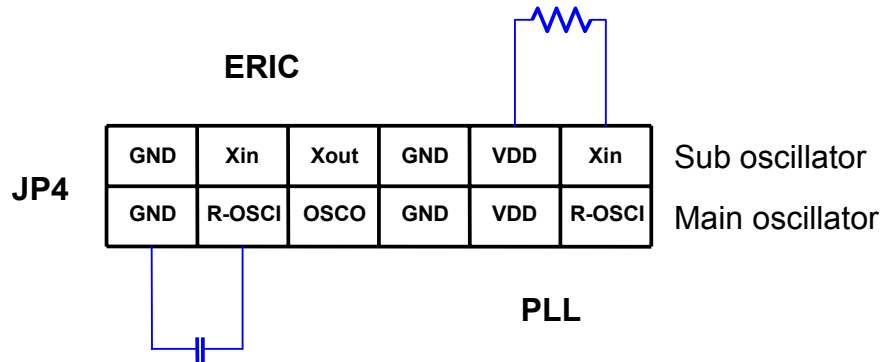 ERIC
GND Xin Xout GND VDD Xin Sub oscillator
JP4
GND R-OSCI OSCO GND VDD R-OSCI Main oscillator
PLL